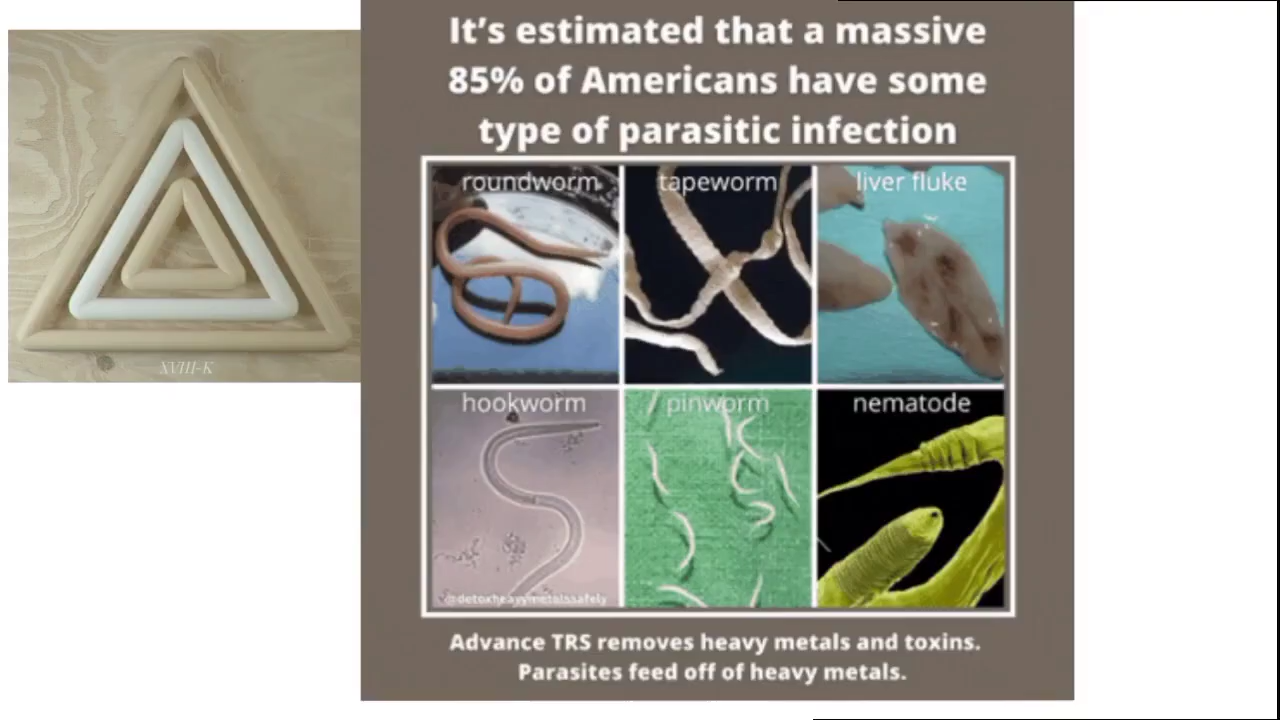 It's estimated that a massive
85% of Americans have some
type of parasitic infection
roundworm
tapeworm
liver fluke
hookworm
pinworm
nematode
@detoxheavymetalssafely
Advance TRS removes heavy metals and toxins.
Parasites feed off of heavy metals.
XVIII-K